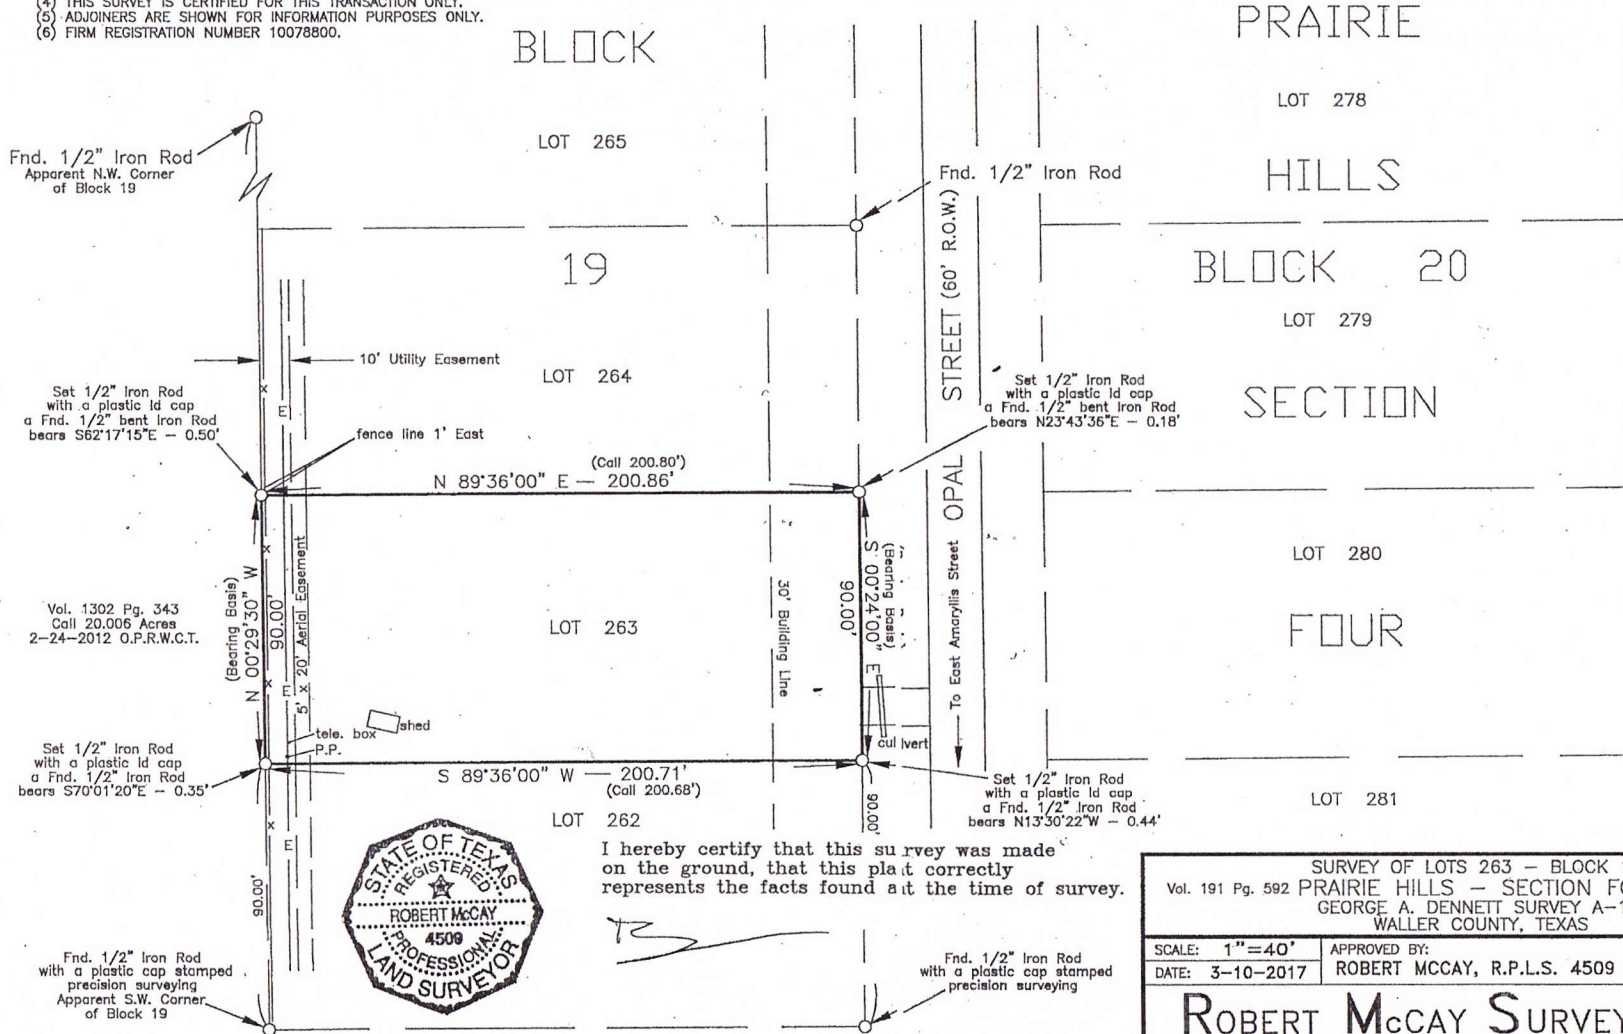 (4) THIS SURVEY IS CERTIFIED FOR THIS TRANSACTION ONLY.
(5) ADJOINERS ARE SHOWN FOR INFORMATION PURPOSES ONLY.
(6) FIRM REGISTRATION NUMBER 10078800.
BLOCK
19
LOT 265
Fnd. 1/2" Iron Rod
Apparent N.W. Corner
of Block 19
Fnd. 1/2" Iron Rod
PRAIRIE
LOT 278
HILLS
BLOCK 20
LOT 279
SECTION
LOT 280
FOUR
LOT 281
10' Utility Easement
LOT 264
E
Set 1/2" Iron Rod
with a plastic Id cap
a Fnd. 1/2" bent Iron Rod
bears S62°17'15"E – 0.50'
fence line 1' East
(Call 200.80')
N 89°36'00" E — 200.86'
Set 1/2" Iron Rod
with a plastic Id cap
a Fnd. 1/2" bent Iron Rod
bears N23°43'36"E – 0.18'
OPAL STREET (60' R.O.W.)
To East Amaryllis Street
Vol. 1302 Pg. 343
Call 20.006 Acres
2-24-2012 O.P.R.W.C.T.
(Bearing Basis)
N 00°29'30" W
90.00'
E
5' x 20' Aerial Easement
LOT 263
30' Building Line
90.00'
S 00°24'00" E
(Bearing Basis)
shed
tele. box
P.P.
culvert
Set 1/2" Iron Rod
with a plastic Id cap
a Fnd. 1/2" Iron Rod
bears S70°01'20"E – 0.35'
S 89°36'00" W — 200.71'
(Call 200.68')
Set 1/2" Iron Rod
with a plastic Id cap
a Fnd. 1/2" Iron Rod
bears N13°30'22"W – 0.44'
90.00'
LOT 262
E
90.00'
STATE OF TEXAS
REGISTERED
ROBERT McCAY
4509
PROFESSIONAL
LAND SURVEYOR
I hereby certify that this survey was made
on the ground, that this plat correctly
represents the facts found at the time of survey.
Fnd. 1/2" Iron Rod
with a plastic cap stamped
precision surveying
Apparent S.W. Corner
of Block 19
Fnd. 1/2" Iron Rod
with a plastic cap stamped
precision surveying
SURVEY OF LOTS 263 – BLOCK
Vol. 191 Pg. 592 PRAIRIE HILLS – SECTION FO
GEORGE A. DENNETT SURVEY A-1
WALLER COUNTY, TEXAS
SCALE: 1"=40'
APPROVED BY:
DATE: 3-10-2017
ROBERT MCCAY, R.P.L.S. 4509
ROBERT McCAY SURVEY